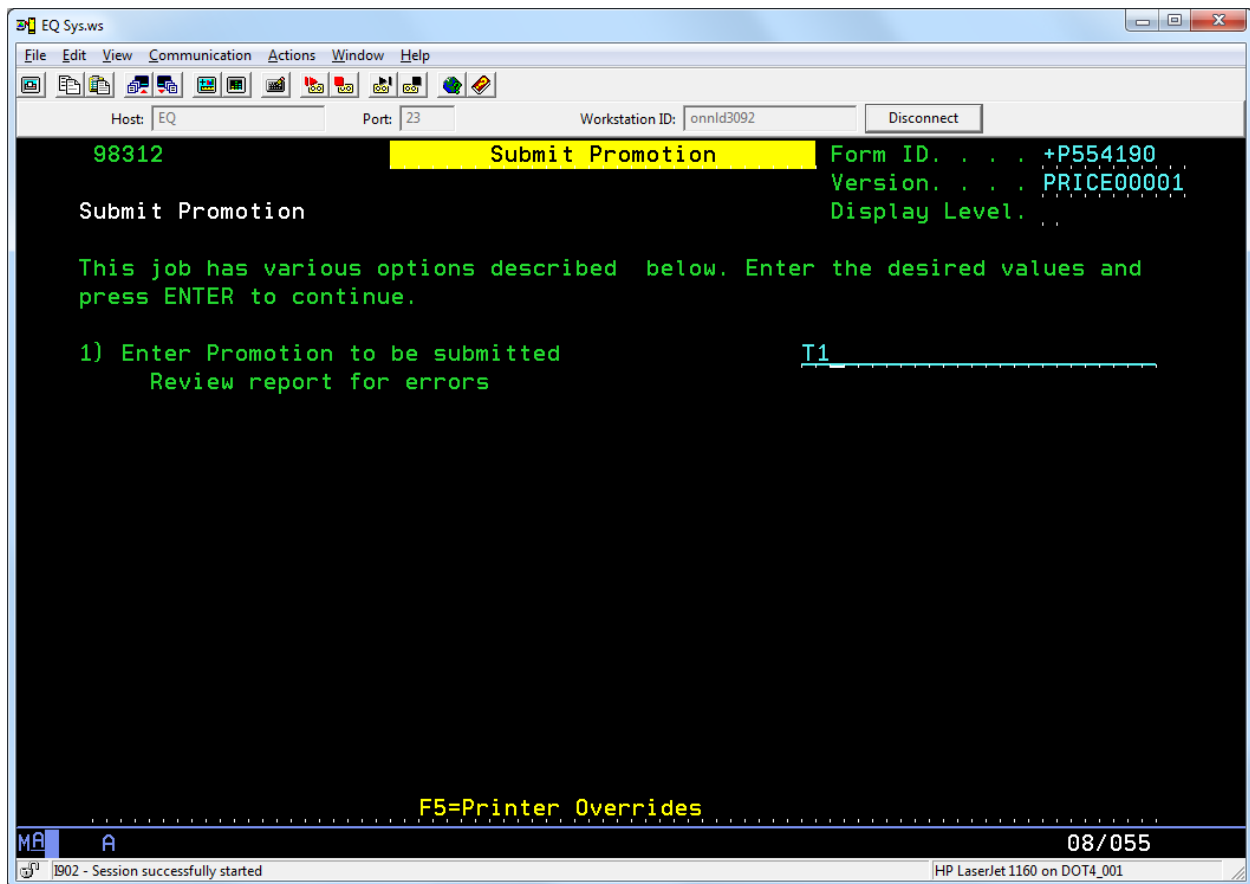 EQ Sys.ws
File Edit View Communication Actions Window Help
Host: EQ Port: 23 Workstation ID: onnld3092 Disconnect
98312 Submit Promotion Form ID. . . . +P554190
Version. . . . PRICE00001
Submit Promotion Display Level.
This job has various options described below. Enter the desired values and
press ENTER to continue.
1) Enter Promotion to be submitted T1
Review report for errors
F5=Printer Overrides
MA A 08/055
I902 - Session successfully started HP LaserJet 1160 on DOT4_001